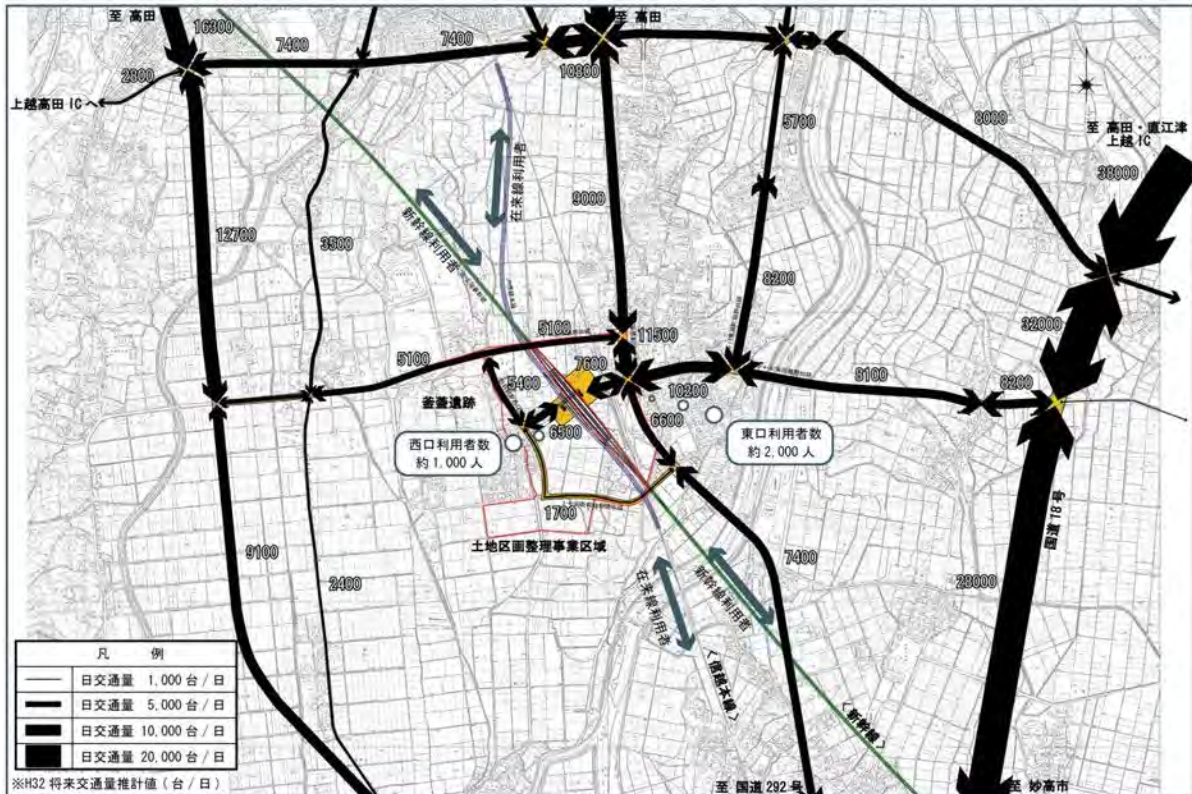 至 高田
至 高田
16300
7400
7400
10800
2800
上越高田 IC へ
5700
8000
至 高田・直江津
上越 IC
38000
在来線利用者
9000
新幹線利用者
12700
3500
8200
5100
11500
32000
5100
7600
5400
10200
8100
8200
釜蓋遺跡
6500
6600
西口利用者数
約 1,000 人
東口利用者数
約 2,000 人
1700
土地区画整理事業区域
国道 18 号
9100
2400
7400
28000
在来線利用者
新幹線利用者
<信越本線>
<新幹線>
凡 例
日交通量 1,000 台 / 日
日交通量 5,000 台 / 日
日交通量 10,000 台 / 日
日交通量 20,000 台 / 日
※H32 将来交通量推計値 ( 台 / 日 )
至 国道 292 号
至 妙高市